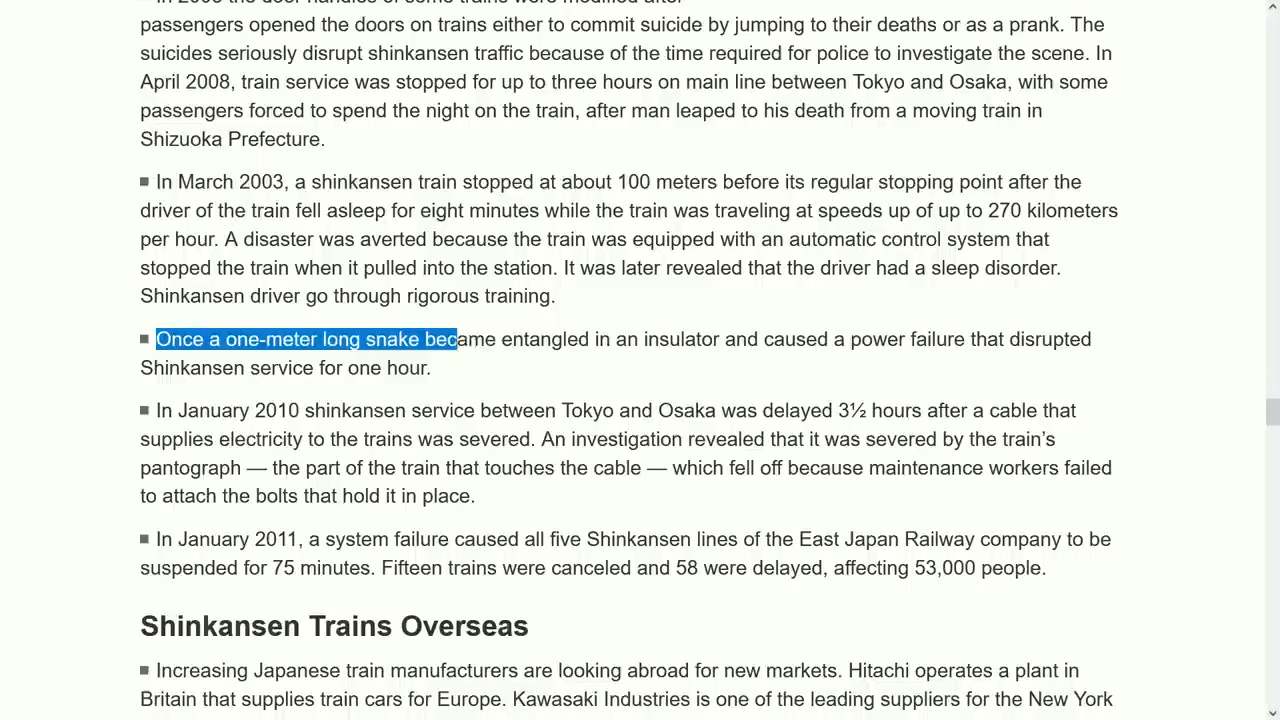 In 2008 the door handles of some trains were modified after
passengers opened the doors on trains either to commit suicide by jumping to their deaths or as a prank. The
suicides seriously disrupt shinkansen traffic because of the time required for police to investigate the scene. In
April 2008, train service was stopped for up to three hours on main line between Tokyo and Osaka, with some
passengers forced to spend the night on the train, after man leaped to his death from a moving train in
Shizuoka Prefecture.
In March 2003, a shinkansen train stopped at about 100 meters before its regular stopping point after the
driver of the train fell asleep for eight minutes while the train was traveling at speeds up of up to 270 kilometers
per hour. A disaster was averted because the train was equipped with an automatic control system that
stopped the train when it pulled into the station. It was later revealed that the driver had a sleep disorder.
Shinkansen driver go through rigorous training.
Once a one-meter long snake became entangled in an insulator and caused a power failure that disrupted
Shinkansen service for one hour.
In January 2010 shinkansen service between Tokyo and Osaka was delayed 3½ hours after a cable that
supplies electricity to the trains was severed. An investigation revealed that it was severed by the train’s
pantograph — the part of the train that touches the cable — which fell off because maintenance workers failed
to attach the bolts that hold it in place.
In January 2011, a system failure caused all five Shinkansen lines of the East Japan Railway company to be
suspended for 75 minutes. Fifteen trains were canceled and 58 were delayed, affecting 53,000 people.
Shinkansen Trains Overseas
Increasing Japanese train manufacturers are looking abroad for new markets. Hitachi operates a plant in
Britain that supplies train cars for Europe. Kawasaki Industries is one of the leading suppliers for the New York